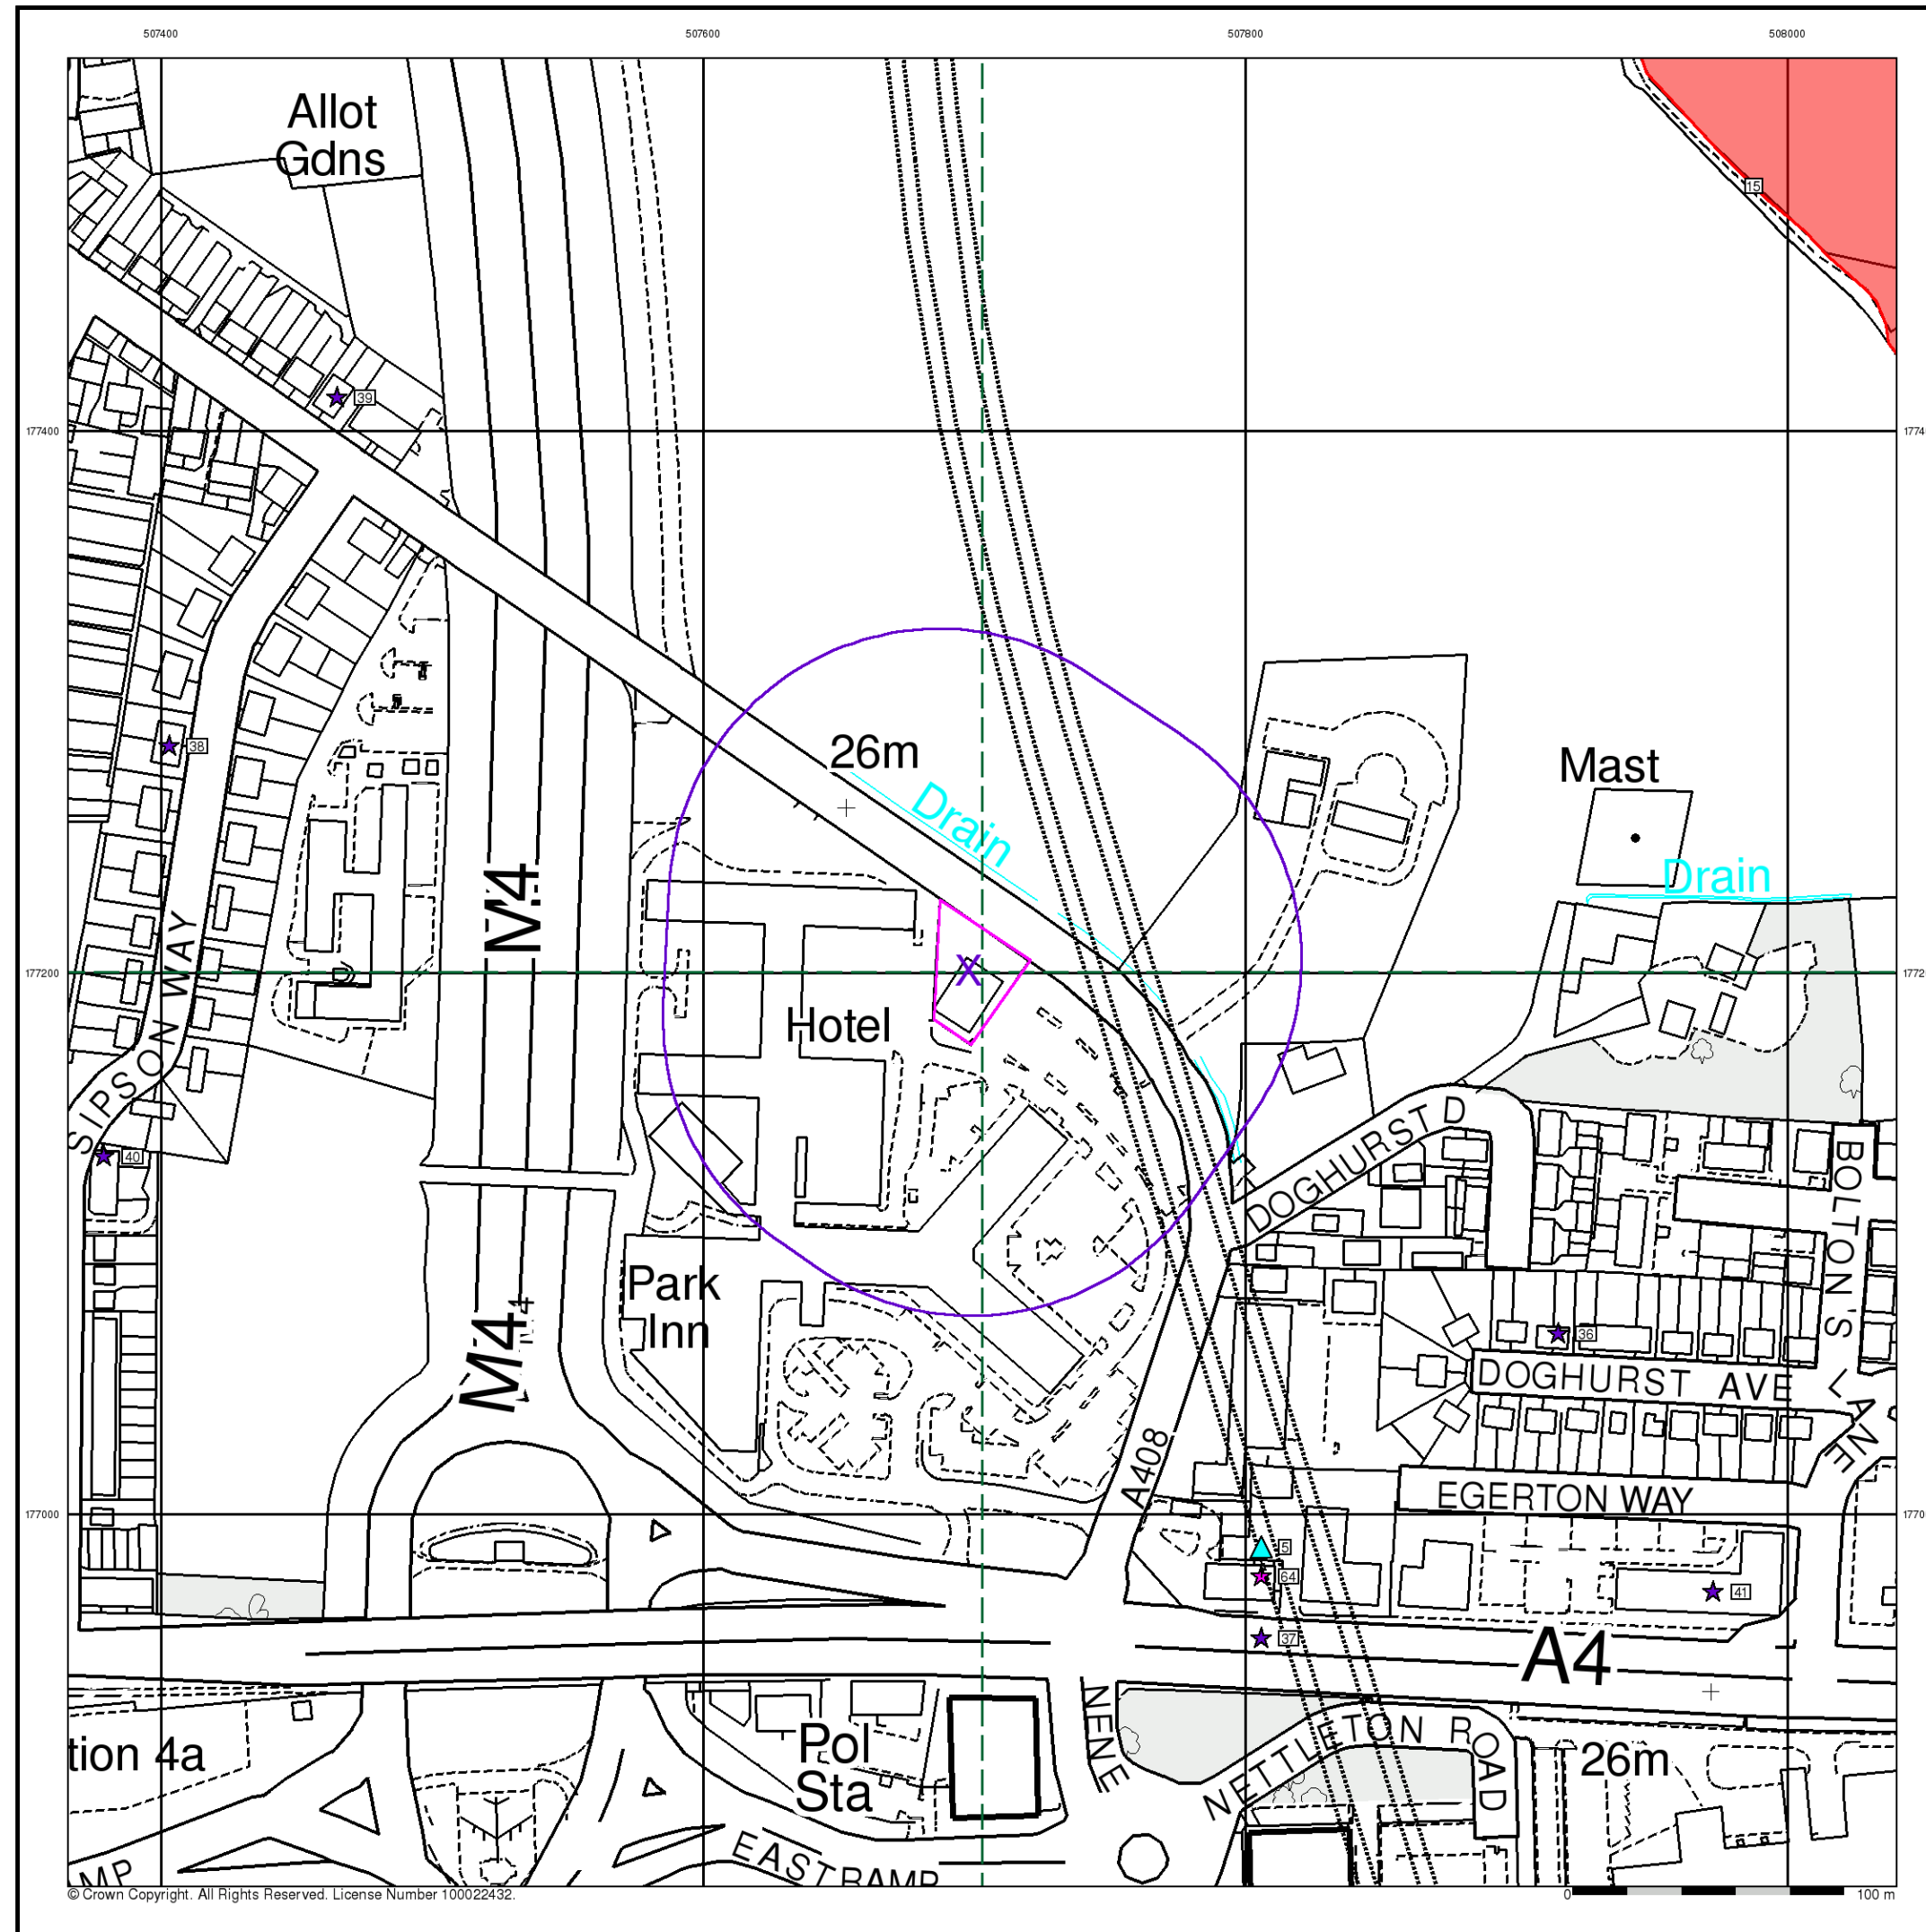 507400 507600 507800 508000
Allot
Gdns
15
39
177400
26m
Drain
Mast
Drain
38
M4
SIPSON WAY
177200
Hotel
40
DOGHURST D
BOLTON'S LANE
Park
Inn
M4
36
DOGHURST AVE
A408
EGERTON WAY
177000
5
64
41
37
A4
NENE
NETTLETON ROAD
tion 4a
Pol
Sta
26m
EAST RAMP
MP
© Crown Copyright. All Rights Reserved. License Number 100022432.
0 100 m